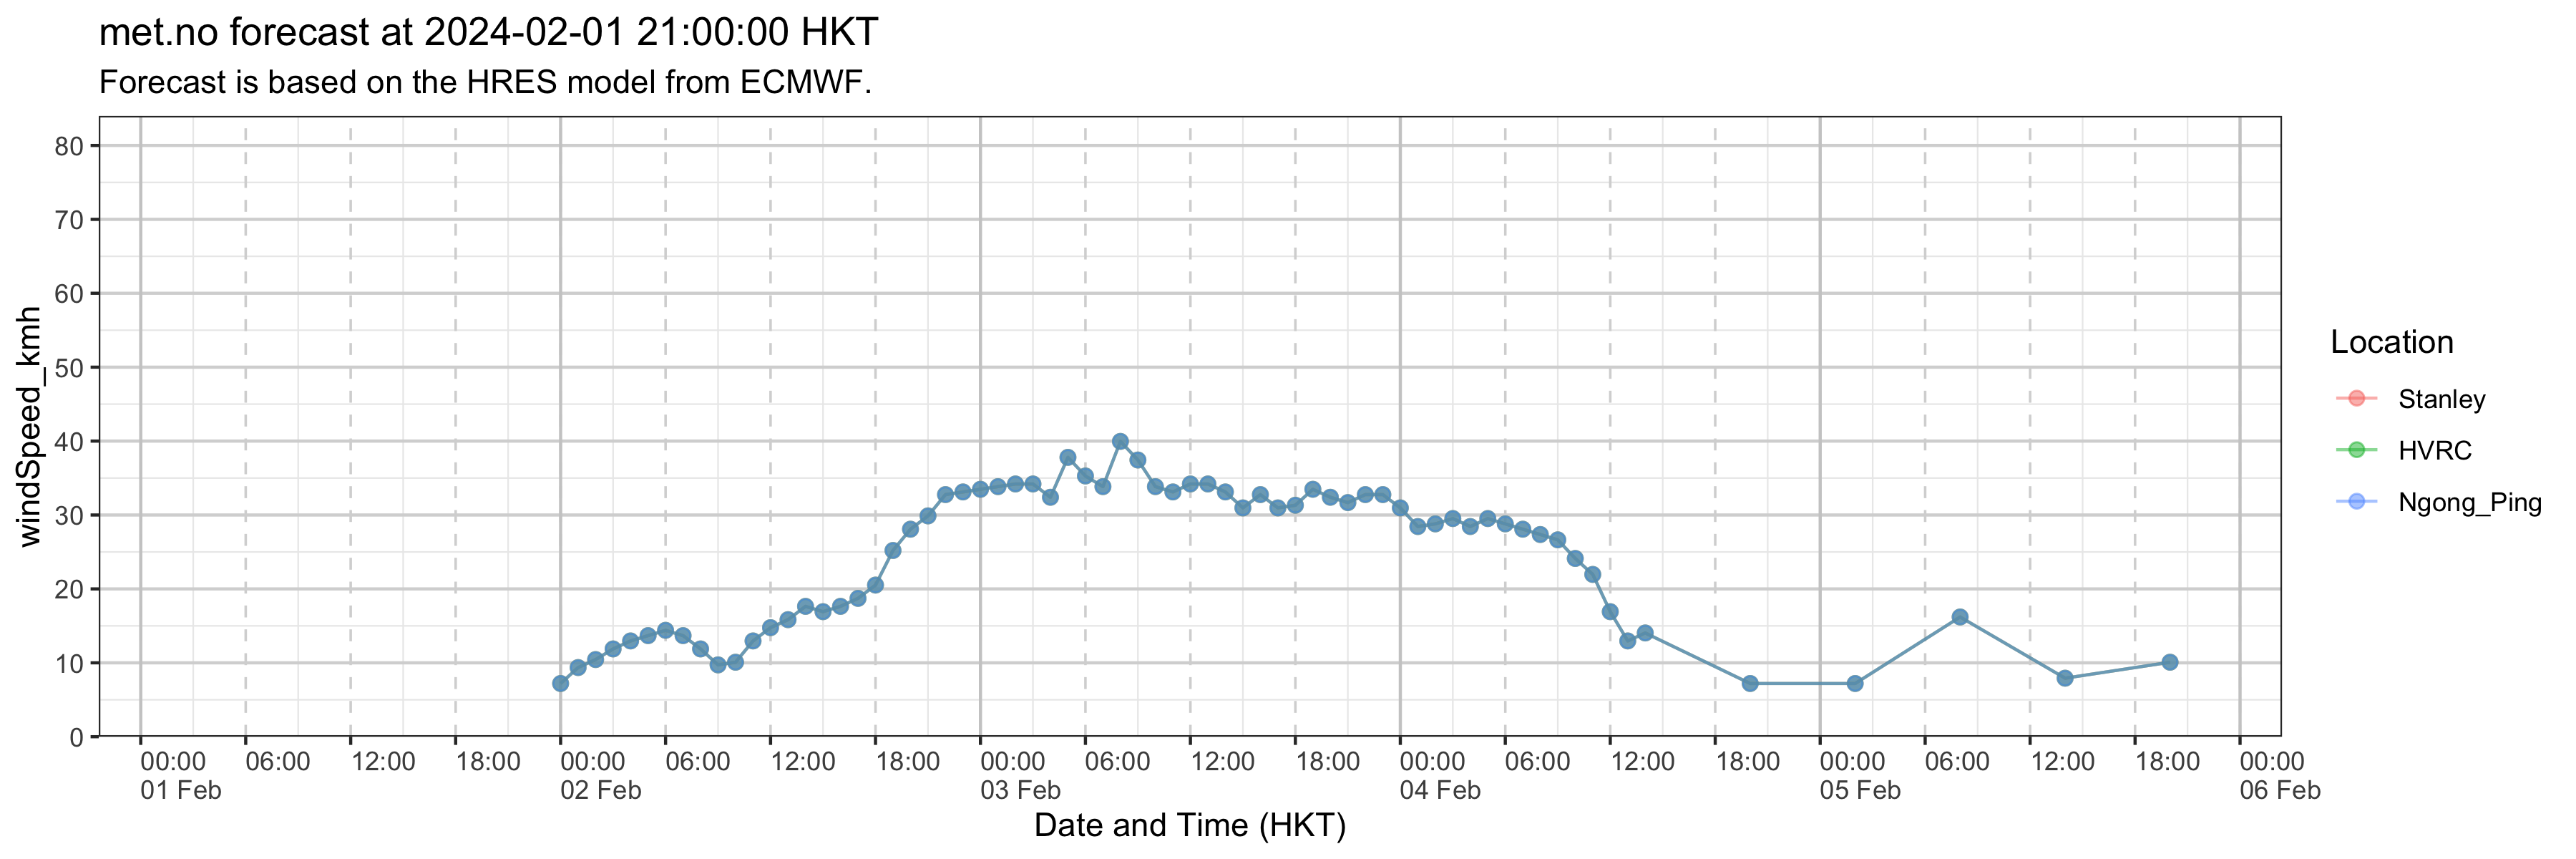 met.no forecast at 2024-02-01 21:00:00 HKT
Forecast is based on the HRES model from ECMWF.
windSpeed_kmh
80
70
60
50
40
30
20
10
0
00:00 06:00 12:00 18:00 00:00 06:00 12:00 18:00 00:00 06:00 12:00 18:00 00:00 06:00 12:00 18:00 00:00 06:00 12:00 18:00 00:00
01 Feb 02 Feb 03 Feb 04 Feb 05 Feb 06 Feb
Date and Time (HKT)
Location
Stanley
HVRC
Ngong_Ping